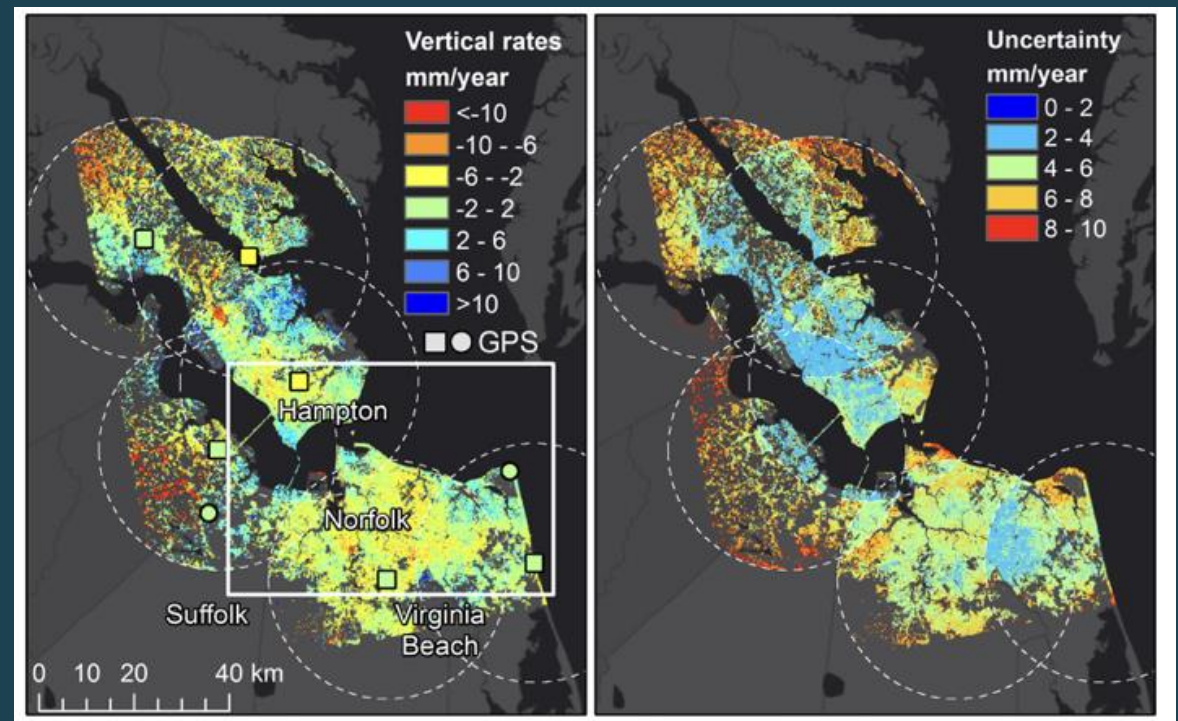 Vertical rates
mm/year
<-10
-10 - -6
-6 - -2
-2 - 2
2 - 6
6 - 10
>10
GPS
Hampton
Norfolk
Suffolk
Virginia
Beach
0 10 20 40 km
Uncertainty
mm/year
0 - 2
2 - 4
4 - 6
6 - 8
8 - 10